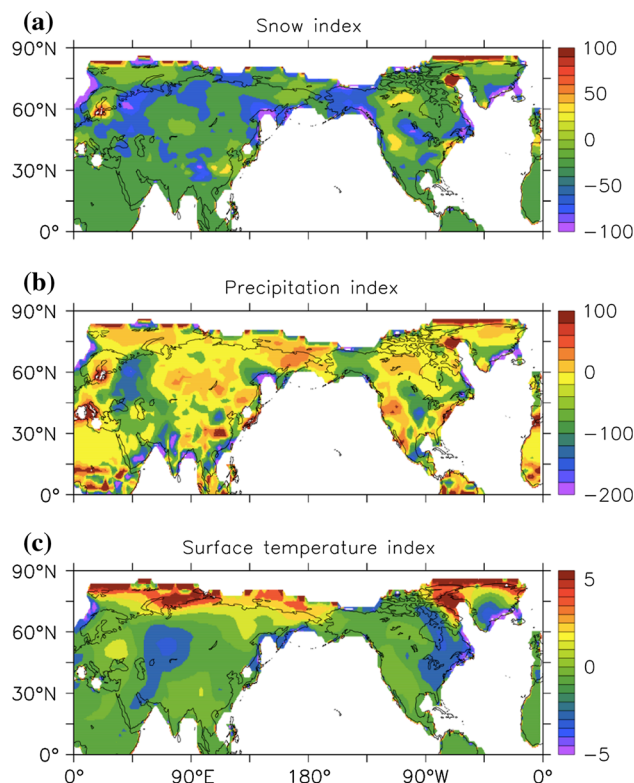 (a)
Snow index
90°N
60°N
30°N
0°
100
50
0
−50
−100
(b)
Precipitation index
90°N
60°N
30°N
0°
100
0
−100
−200
(c)
Surface temperature index
90°N
60°N
30°N
0°
5
0
−5
0° 90°E 180° 90°W 0°